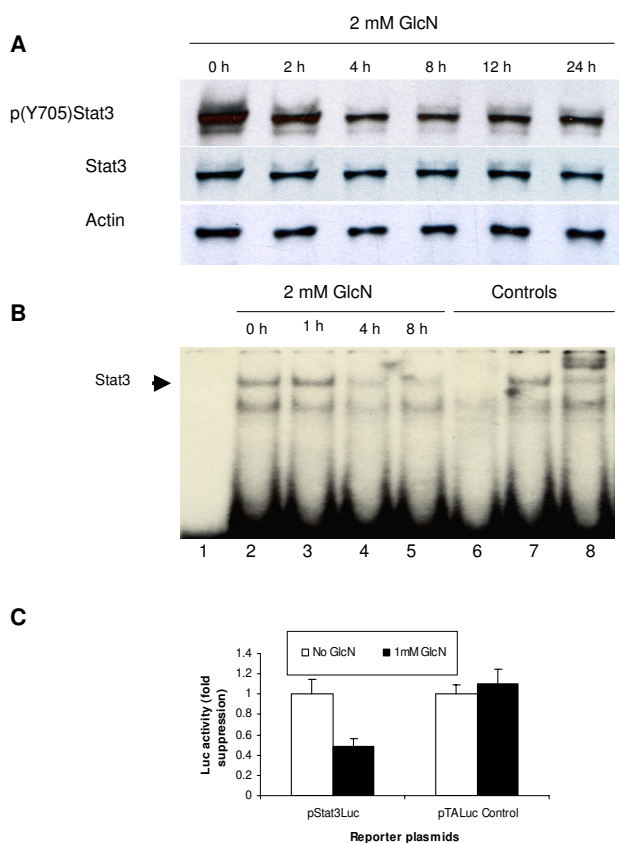 A
2 mM GlcN
0 h 2 h 4 h 8 h 12 h 24 h
p(Y705)Stat3
Stat3
Actin
B
2 mM GlcN Controls
0 h 1 h 4 h 8 h
Stat3
1 2 3 4 5 6 7 8
C
No GlcN 1mM GlcN
Luc activity (fold
suppression)
1.4
1.2
1
0.8
0.6
0.4
0.2
0
pStat3Luc pTALuc Control
Reporter plasmids